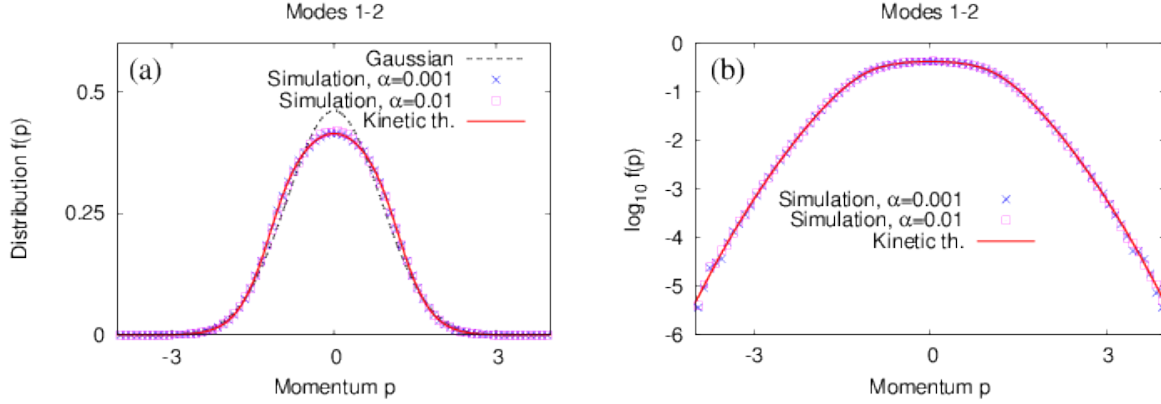 Modes 1-2
(a)
Gaussian
Simulation, α=0.001
Simulation, α=0.01
Kinetic th.
0.5
0.25
0
Distribution f(p)
-3
0
3
Momentum p
Modes 1-2
(b)
0
-1
-2
-3
-4
-5
-6
log10 f(p)
Simulation, α=0.001
Simulation, α=0.01
Kinetic th.
-3
0
3
Momentum p